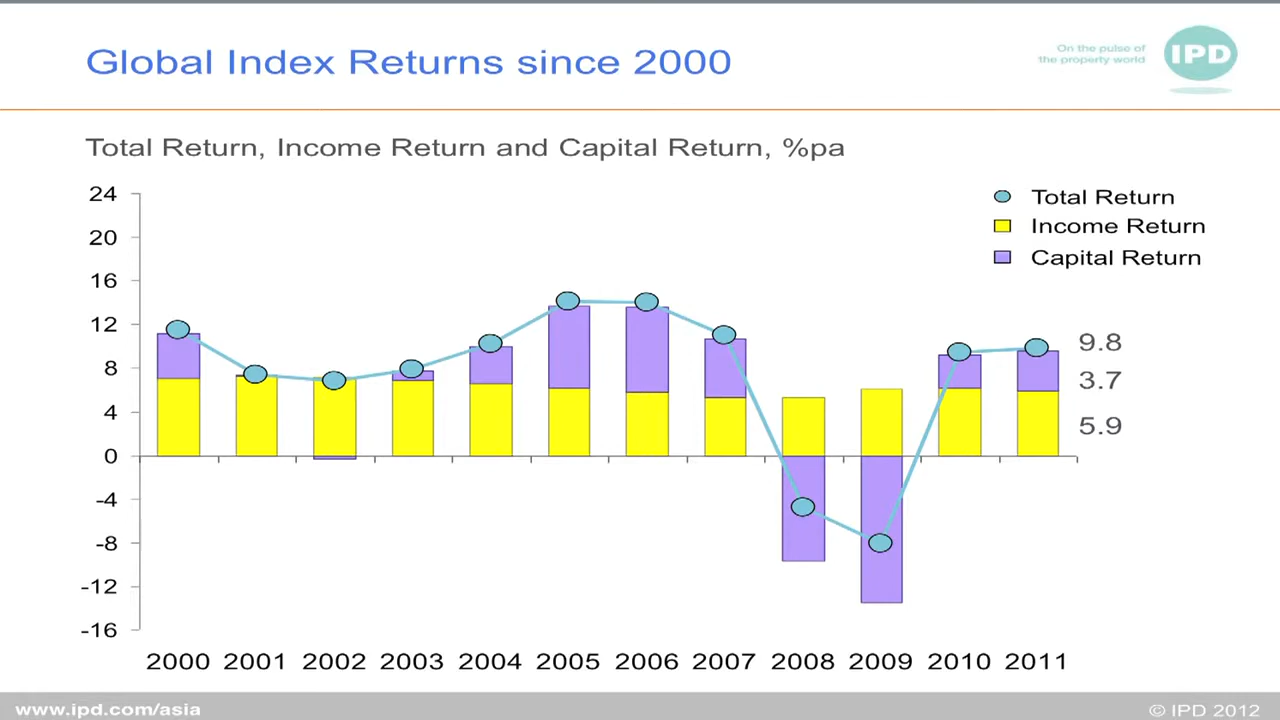 Global Index Returns since 2000
On the pulse of
the property world
IPD
Total Return, Income Return and Capital Return, %pa
24
20
16
12
8
4
0
-4
-8
-12
-16
Total Return
Income Return
Capital Return
9.8
3.7
5.9
2000 2001 2002 2003 2004 2005 2006 2007 2008 2009 2010 2011
www.ipd.com/asia
© IPD 2012